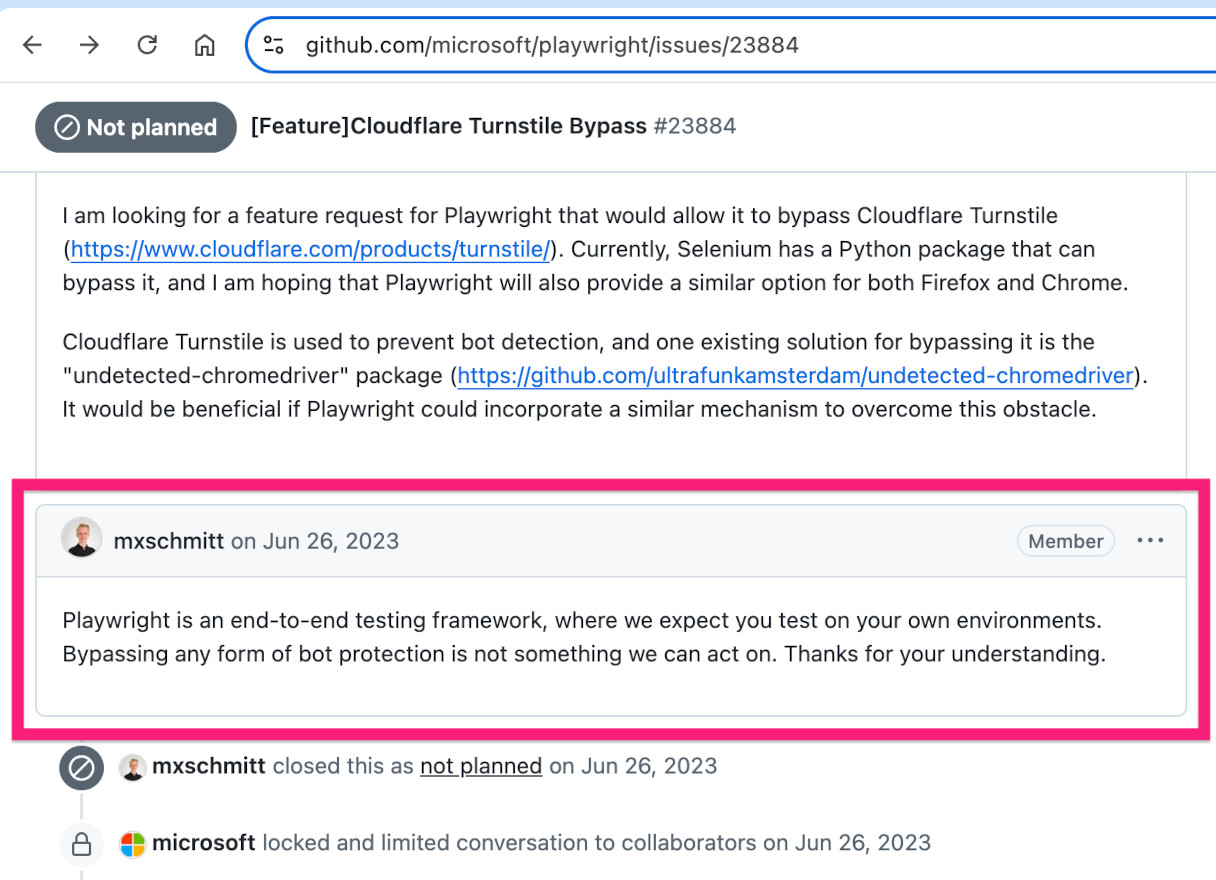 github.com/microsoft/playwright/issues/23884
Not planned [Feature]Cloudflare Turnstile Bypass #23884
I am looking for a feature request for Playwright that would allow it to bypass Cloudflare Turnstile
(https://www.cloudflare.com/products/turnstile/). Currently, Selenium has a Python package that can
bypass it, and I am hoping that Playwright will also provide a similar option for both Firefox and Chrome.
Cloudflare Turnstile is used to prevent bot detection, and one existing solution for bypassing it is the
"undetected-chromedriver" package (https://github.com/ultrafunkamsterdam/undetected-chromedriver).
It would be beneficial if Playwright could incorporate a similar mechanism to overcome this obstacle.
mxschmitt on Jun 26, 2023 Member
Playwright is an end-to-end testing framework, where we expect you test on your own environments.
Bypassing any form of bot protection is not something we can act on. Thanks for your understanding.
mxschmitt closed this as not planned on Jun 26, 2023
microsoft locked and limited conversation to collaborators on Jun 26, 2023